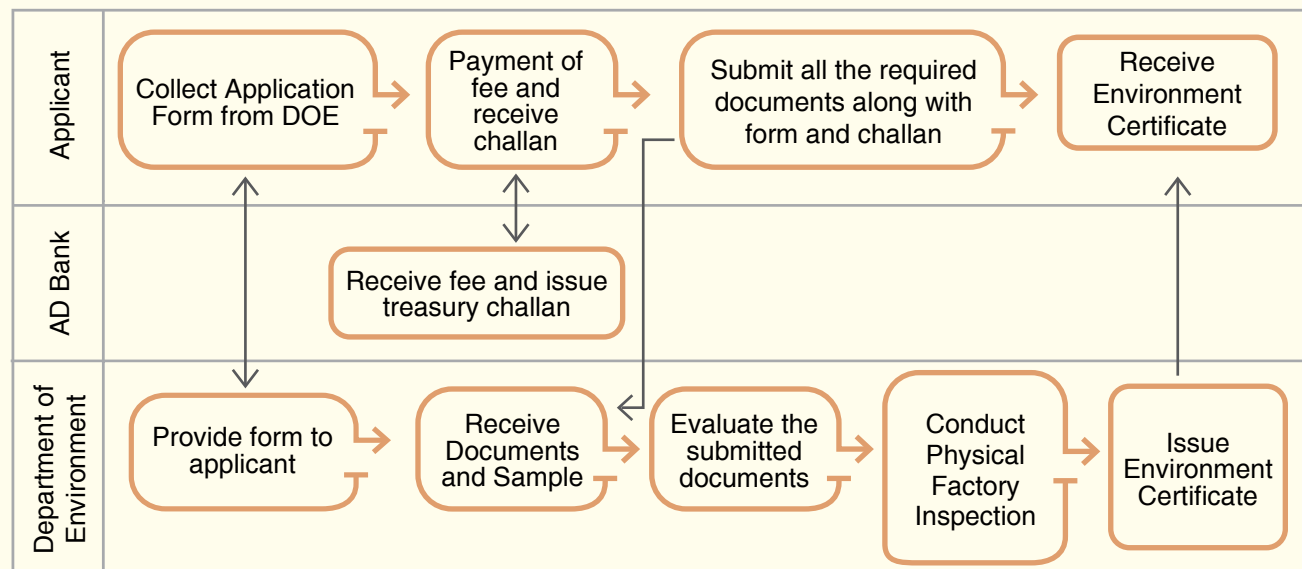 Applicant
Collect Application
Form from DOE
Payment of
fee and
receive
challan
Submit all the required
documents along with
form and challan
Receive
Environment
Certificate
AD Bank
Receive fee and issue
treasury challan
Department of
Environment
Provide form to
applicant
Receive
Documents
and Sample
Evaluate the
submitted
documents
Conduct
Physical
Factory
Inspection
Issue
Environment
Certificate